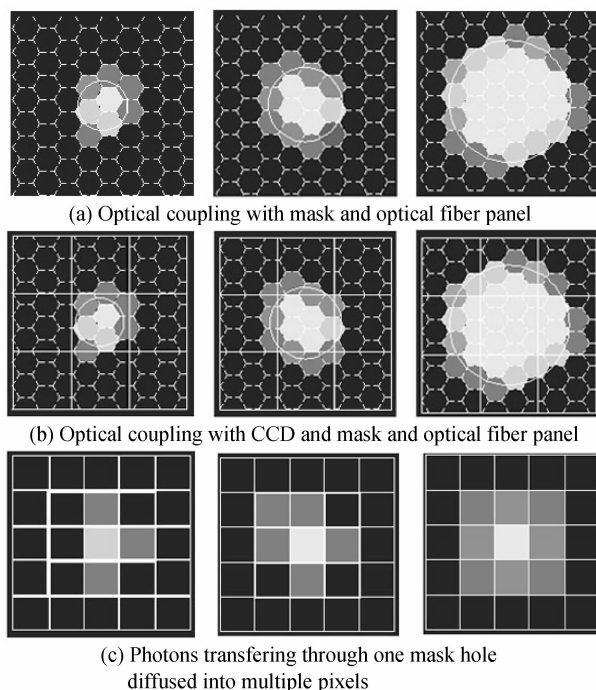 (a) Optical coupling with mask and optical fiber panel
(b) Optical coupling with CCD and mask and optical fiber panel
(c) Photons transfering through one mask hole
diffused into multiple pixels